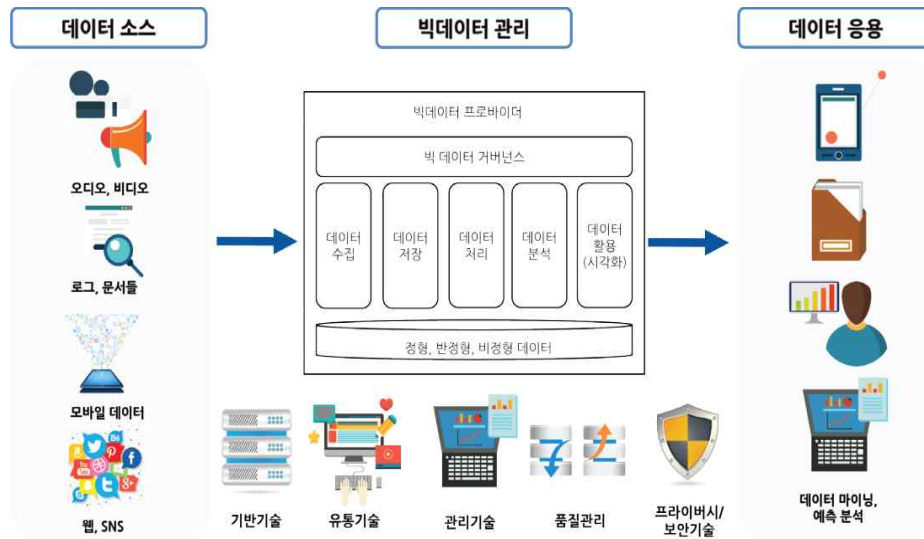 데이터 소스
빅데이터 관리
데이터 응용
오디오, 비디오
로그, 문서들
모바일 데이터
웹, SNS
빅데이터 프로바이더
빅 데이터 거버넌스
데이터
수집
데이터
저장
데이터
처리
데이터
분석
데이터
활용
(시각화)
정형, 반정형, 비정형 데이터
기반기술
유통기술
관리기술
품질관리
프라이버시/
보안기술
데이터 마이닝,
예측 분석